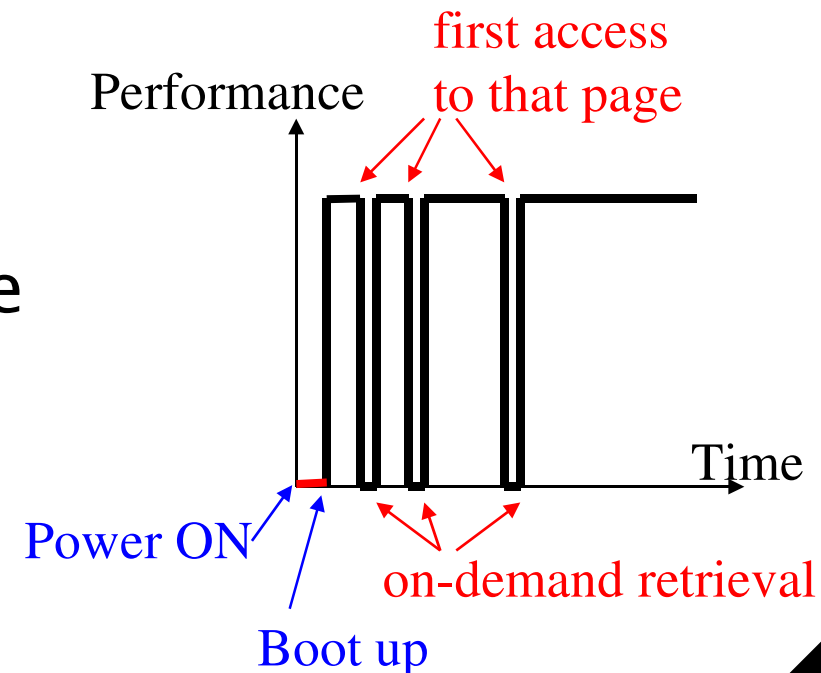 first access
to that page
Performance
e
Time
Power ON
on-demand retrieval
Boot up